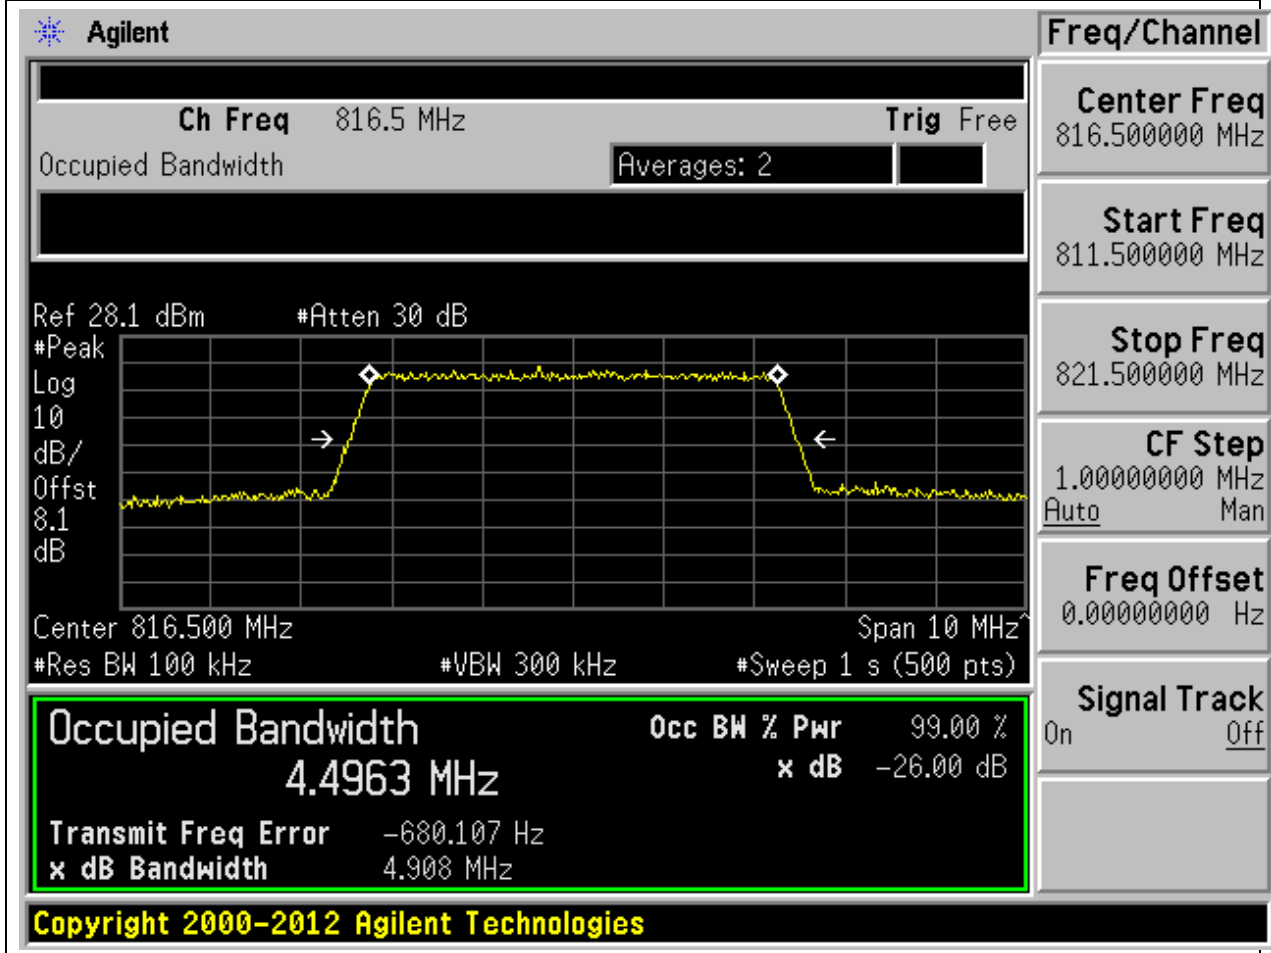 Agilent
Freq/Channel
Ch Freq 816.5 MHz Trig Free
Occupied Bandwidth Averages: 2
Ref 28.1 dBm #Atten 30 dB
#Peak
Log
10
dB/
Offst
8.1
dB
Center 816.500 MHz Span 10 MHz^
#Res BW 100 kHz #VBW 300 kHz #Sweep 1 s (500 pts)
Occupied Bandwidth Occ BW % Pwr 99.00 %
4.4963 MHz x dB -26.00 dB
Transmit Freq Error -680.107 Hz
x dB Bandwidth 4.908 MHz
Copyright 2000-2012 Agilent Technologies
Center Freq
816.500000 MHz
Start Freq
811.500000 MHz
Stop Freq
821.500000 MHz
CF Step
1.00000000 MHz
Auto Man
Freq Offset
0.00000000 Hz
Signal Track
On Off